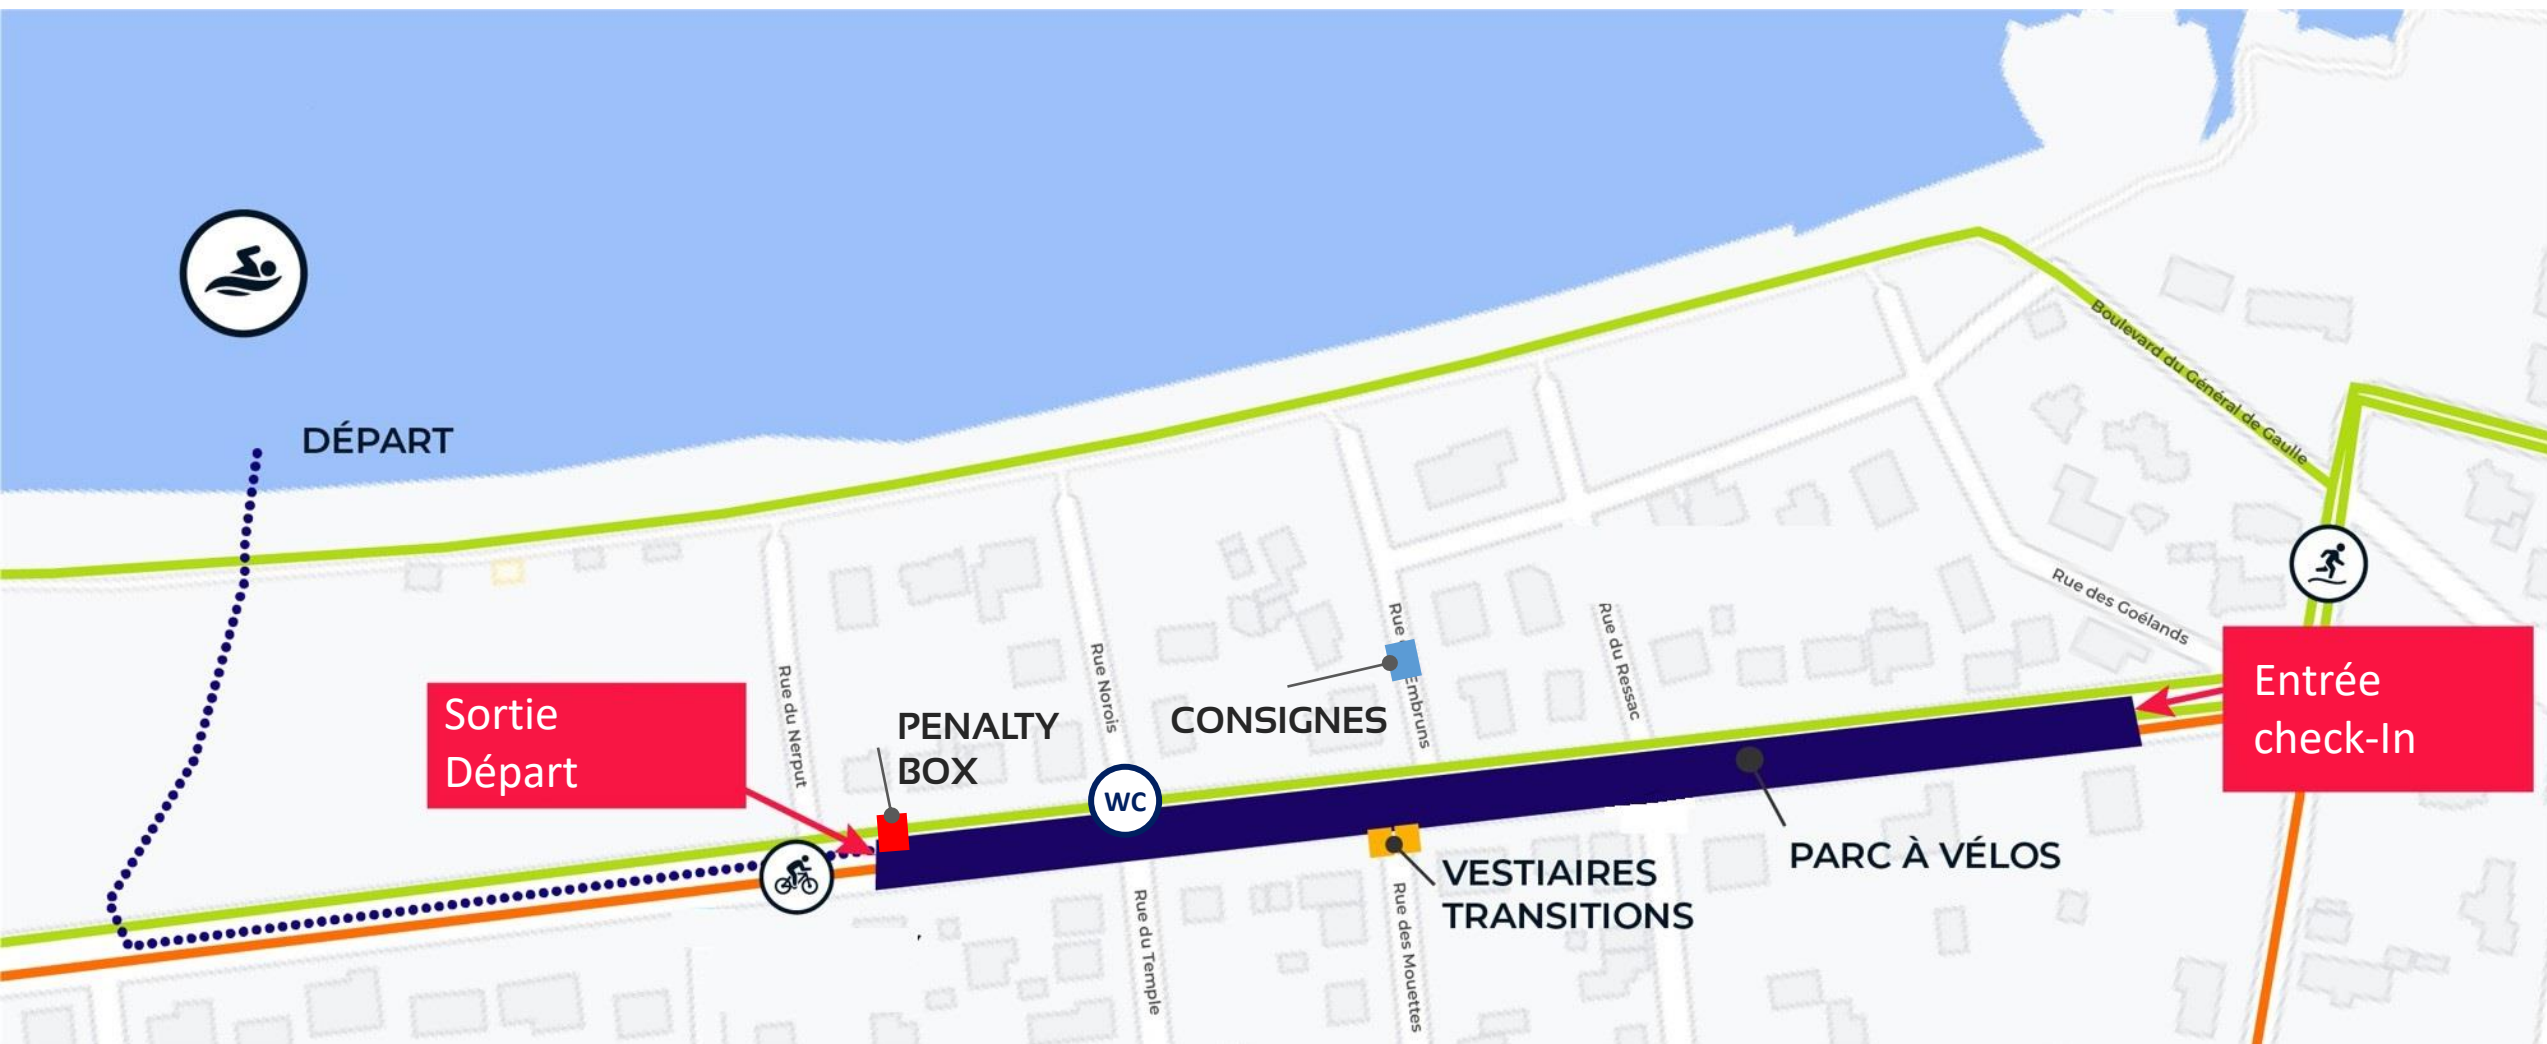 DÉPART
Boulevard du Général de Gaulle
Rue des Goélands
Entrée
check-In
Sortie
Départ
Rue du Nerput
PENALTY
BOX
Rue Norois
WC
CONSIGNES
Rue
Embruns
Rue du Ressac
PARC À VÉLOS
VESTIAIRES
TRANSITIONS
Rue du Temple
Rue des Mouettes